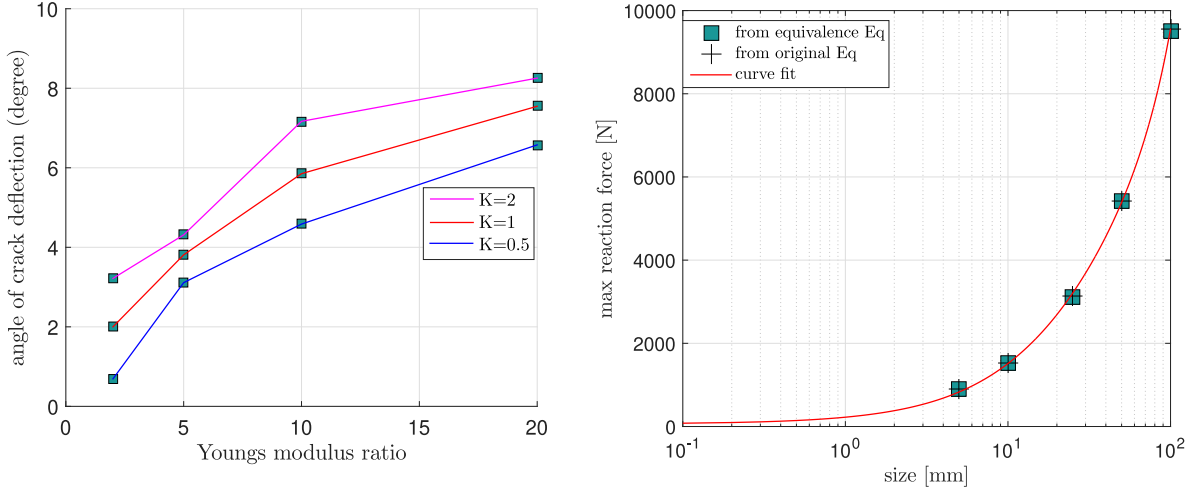 10
8
6
4
2
0
0 5 10 15 20
angle of crack deflection (degree)
Youngs modulus ratio
K=2
K=1
K=0.5
10000
8000
6000
4000
2000
0
10^-1 10^0 10^1 10^2
max reaction force [N]
size [mm]
from equivalence Eq
from original Eq
curve fit